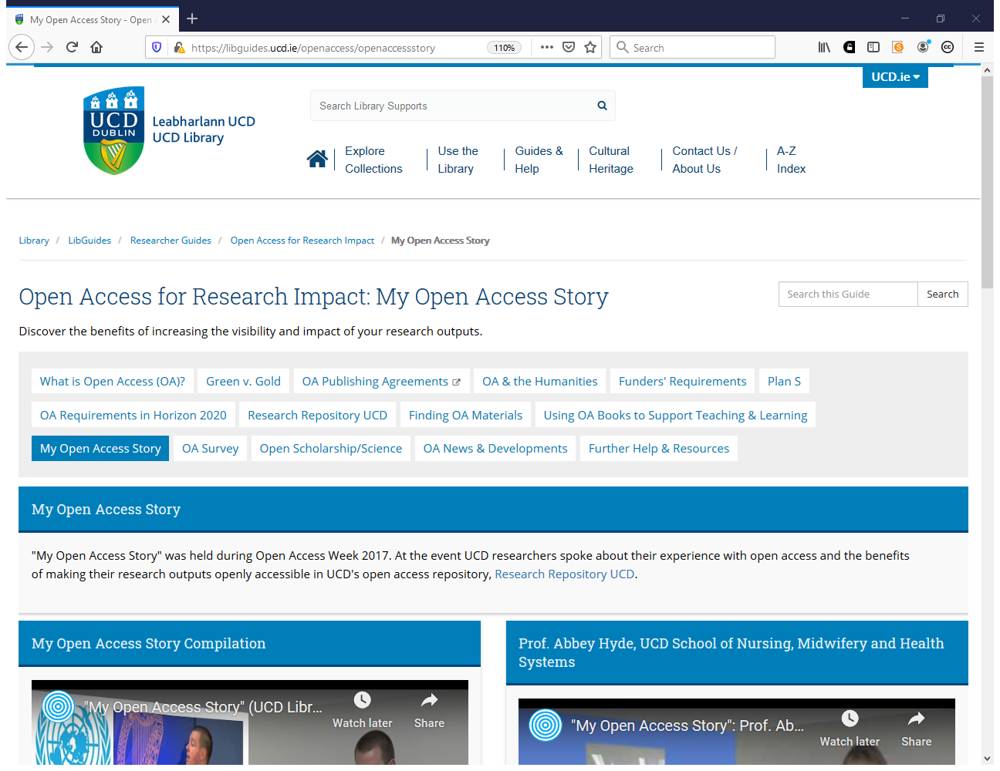 My Open Access Story - Open
https://libguides.ucd.ie/openaccess/openaccessstory
110%
Search
UCD.ie
UCD
DUBLIN
Leabharlann UCD
UCD Library
Search Library Supports
Explore Collections
Use the Library
Guides & Help
Cultural Heritage
Contact Us / About Us
A-Z Index
Library / LibGuides / Researcher Guides / Open Access for Research Impact / My Open Access Story
Open Access for Research Impact: My Open Access Story
Search this Guide
Search
Discover the benefits of increasing the visibility and impact of your research outputs.
What is Open Access (OA)? Green v. Gold OA Publishing Agreements OA & the Humanities Funders' Requirements Plan S
OA Requirements in Horizon 2020 Research Repository UCD Finding OA Materials Using OA Books to Support Teaching & Learning
My Open Access Story OA Survey Open Scholarship/Science OA News & Developments Further Help & Resources
My Open Access Story
"My Open Access Story" was held during Open Access Week 2017. At the event UCD researchers spoke about their experience with open access and the benefits
of making their research outputs openly accessible in UCD's open access repository, Research Repository UCD.
My Open Access Story Compilation
"My Open Access Story" (UCD Libr...
Watch later
Share
Prof. Abbey Hyde, UCD School of Nursing, Midwifery and Health
Systems
"My Open Access Story": Prof. Ab...
Watch later
Share